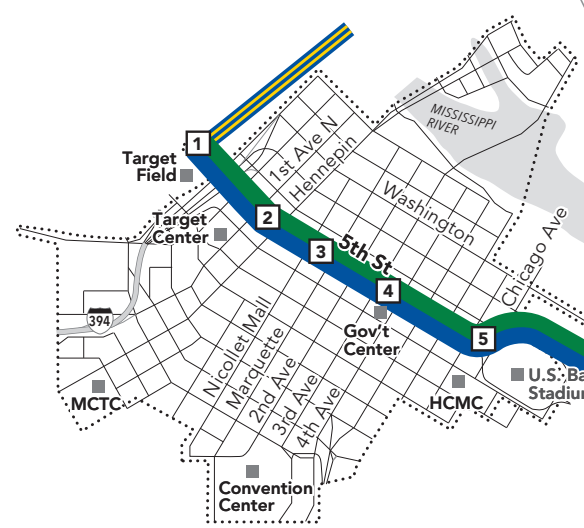 MISSISSIPPI
RIVER
1
Target
Field
1st Ave N
Hennepin
Washington
Chicago Ave
2
Target
Center
3
5th St
4
394
Gov't
Center
5
Nicollet Mall
Marquette
2nd Ave
3rd Ave
4th Ave
MCTC
HCMC
U.S. Ba
Stadiu
Convention
Center